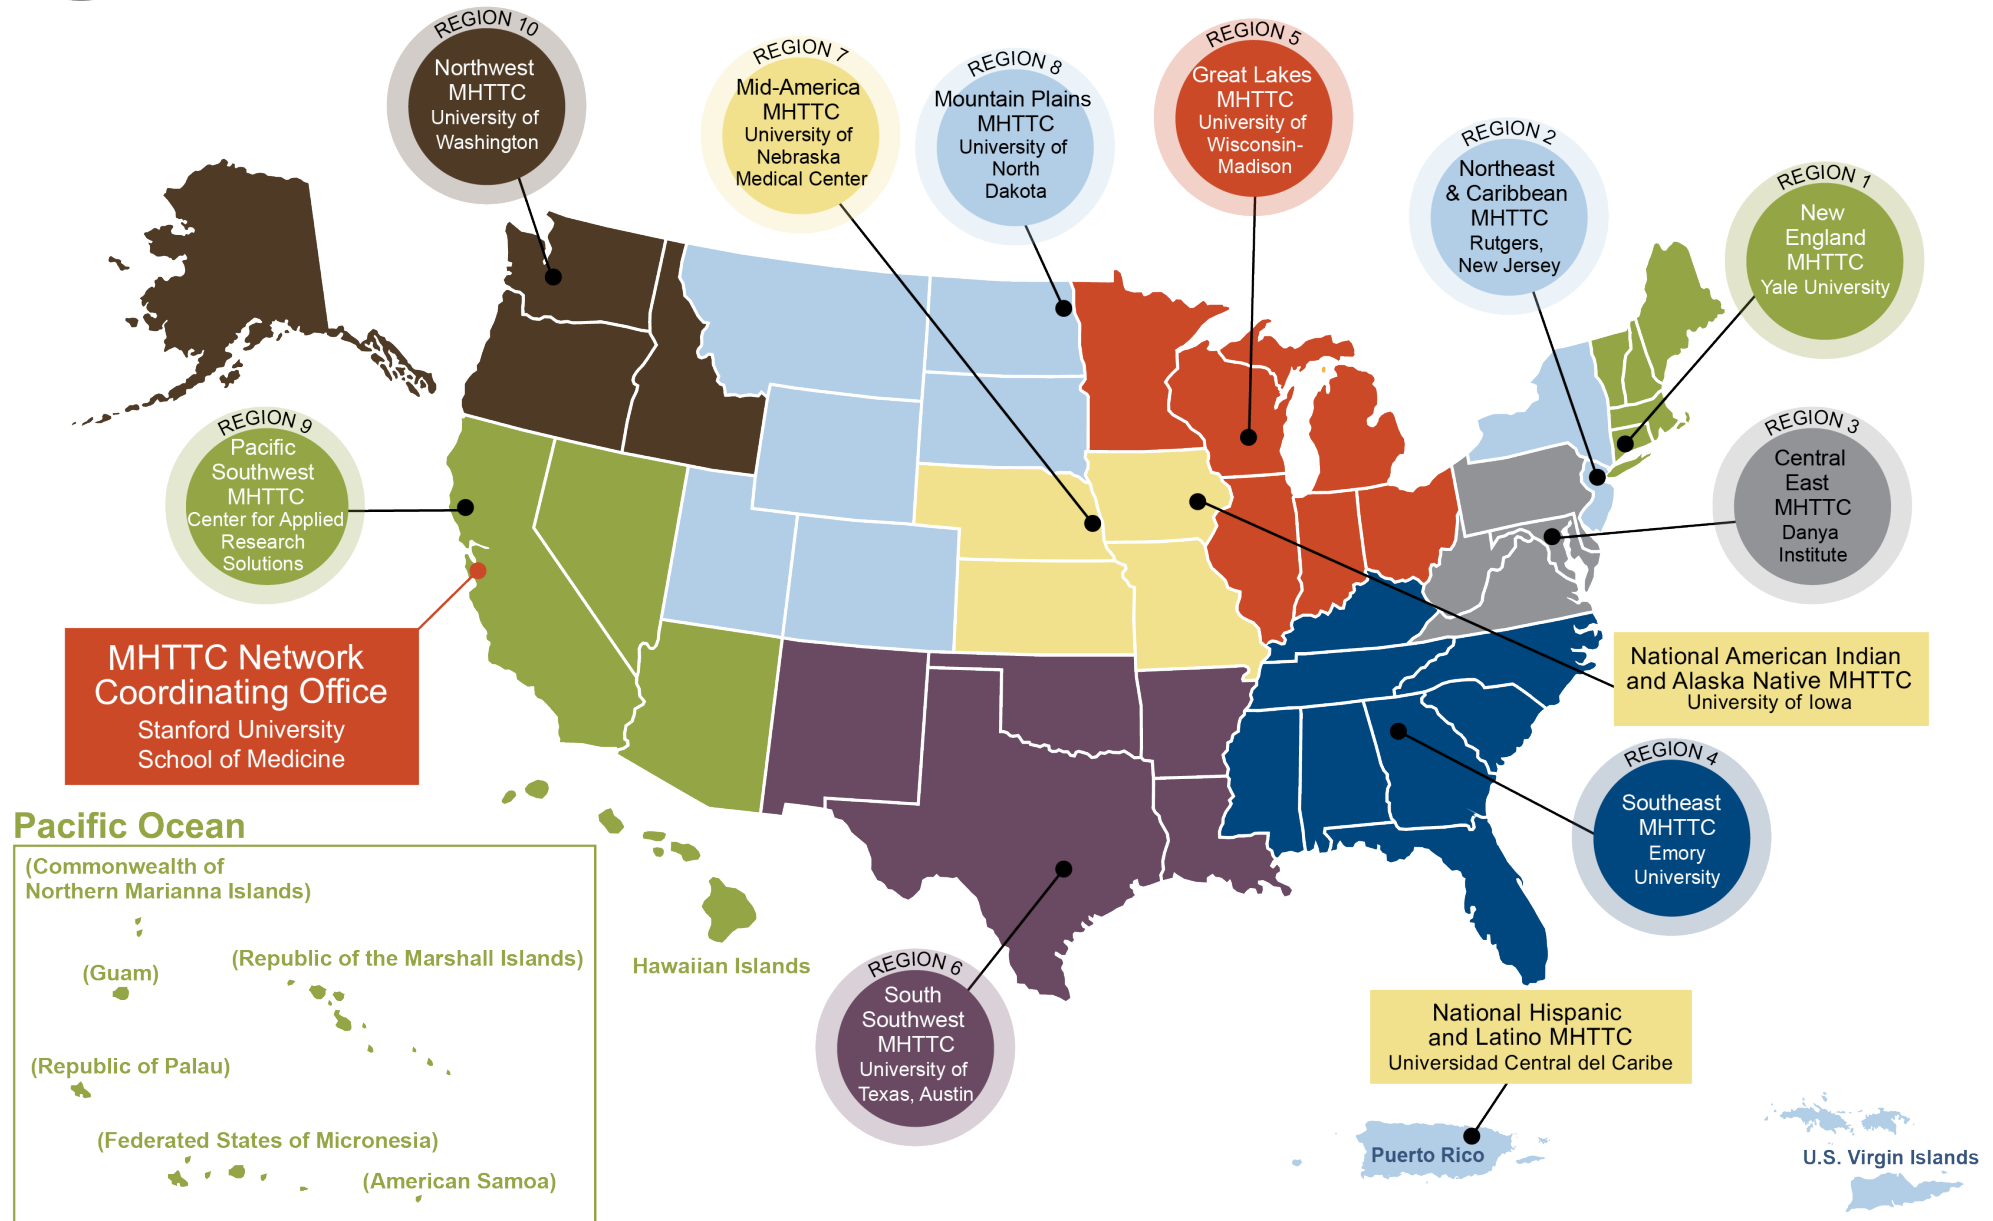 REGION 10
Northwest
MHTTC
University of
Washington
REGION 7
Mid-America
MHTTC
University of
Nebraska
Medical Center
REGION 8
Mountain Plains
MHTTC
University of
North
Dakota
REGION 5
Great Lakes
MHTTC
University of
Wisconsin-
Madison
REGION 2
Northeast
& Caribbean
MHTTC
Rutgers,
New Jersey
REGION 1
New
England
MHTTC
Yale University
REGION 9
Pacific
Southwest
MHTTC
Center for Applied
Research
Solutions
REGION 3
Central
East
MHTTC
Danya
Institute
MHTTC Network
Coordinating Office
Stanford University
School of Medicine
National American Indian
and Alaska Native MHTTC
University of Iowa
REGION 4
Southeast
MHTTC
Emory
University
Pacific Ocean
(Commonwealth of
Northern Marianna Islands)
(Guam)
(Republic of the Marshall Islands)
(Republic of Palau)
(Federated States of Micronesia)
(American Samoa)
Hawaiian Islands
REGION 6
South
Southwest
MHTTC
University of
Texas, Austin
National Hispanic
and Latino MHTTC
Universidad Central del Caribe
Puerto Rico
U.S. Virgin Islands